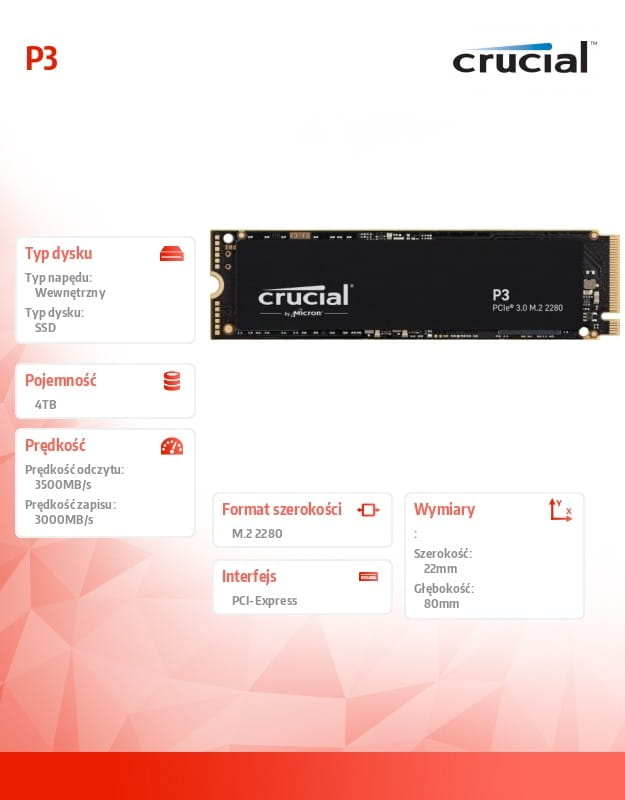 P3
crucial™
Typ dysku
Typ napędu:
Wewnętrzny
Typ dysku:
SSD
crucial®
by Micron®
P3
PCIe® 3.0 M.2 2280
Pojemność
4TB
Prędkość
Prędkość odczytu:
3500MB/s
Prędkość zapisu:
3000MB/s
Format szerokości
M.2 2280
Interfejs
PCI-Express
Wymiary
Y
X
:
Szerokość:
22mm
Głębokość:
80mm